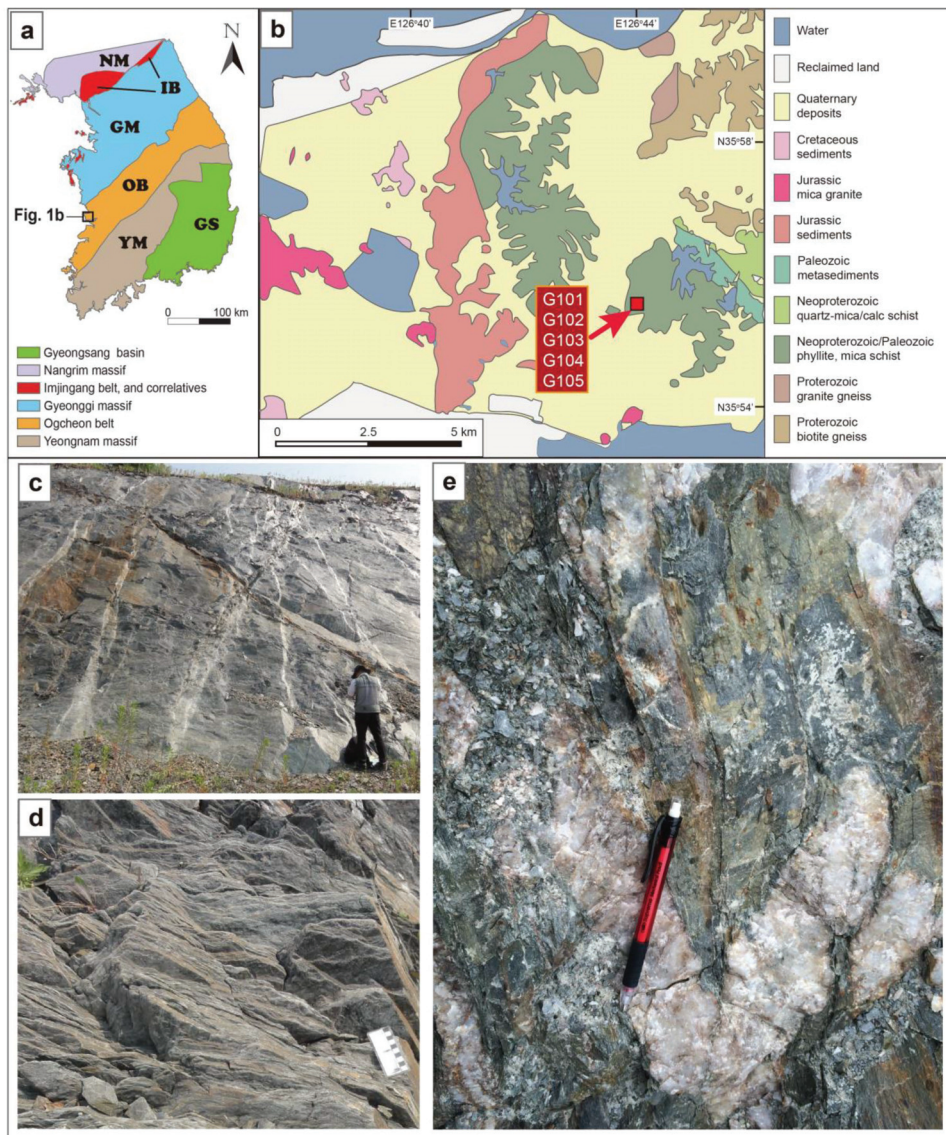 a
N
NM
IB
GM
OB
Fig. 1b
YM
GS
0 100 km
Gyeongsang basin
Nangrim massif
Imjingang belt, and correlatives
Gyeonggi massif
Ogcheon belt
Yeongnam massif
b
E126°40'
E126°44'
N35°58'
N35°54'
G101
G102
G103
G104
G105
0 2.5 5 km
Water
Reclaimed land
Quaternary
deposits
Cretaceous
sediments
Jurassic
mica granite
Jurassic
sediments
Paleozoic
metasediments
Neoproterozoic
quartz-mica/calc schist
Neoproterozoic/Paleozoic
phyllite, mica schist
Proterozoic
granite gneiss
Proterozoic
biotite gneiss
c
d
e